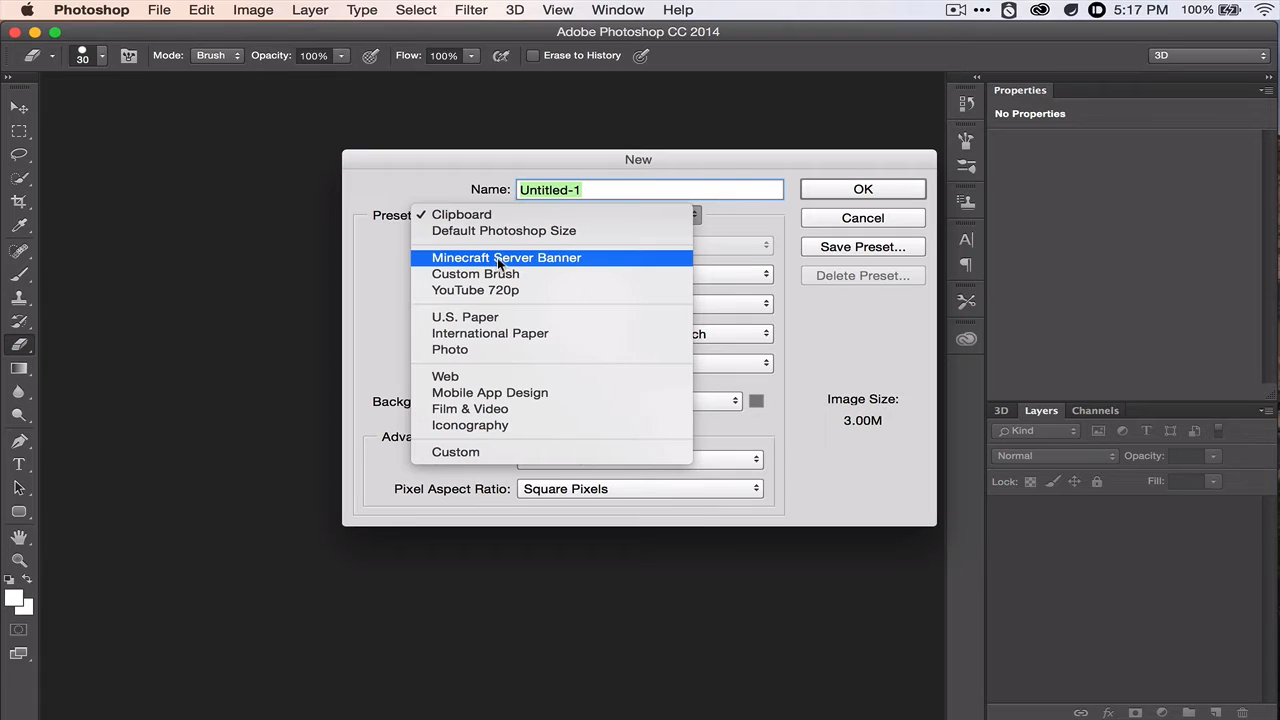 Photoshop File Edit Image Layer Type Select Filter 3D View Window Help 5:17 PM 100%
Adobe Photoshop CC 2014
30 Mode: Brush Opacity: 100% Flow: 100% Erase to History 3D
Properties
No Properties
New
Name: Untitled-1 OK
Preset Clipboard Cancel
Default Photoshop Size
Save Preset...
Minecraft Server Banner
Custom Brush Delete Preset...
YouTube 720p
U.S. Paper
International Paper ch
Photo
Web
Mobile App Design
Backg Image Size:
Film & Video
3D Layers Channels
Iconography 3.00M
Kind
Adva
Custom Normal Opacity:
Lock: Fill:
Pixel Aspect Ratio: Square Pixels
A
T
fx